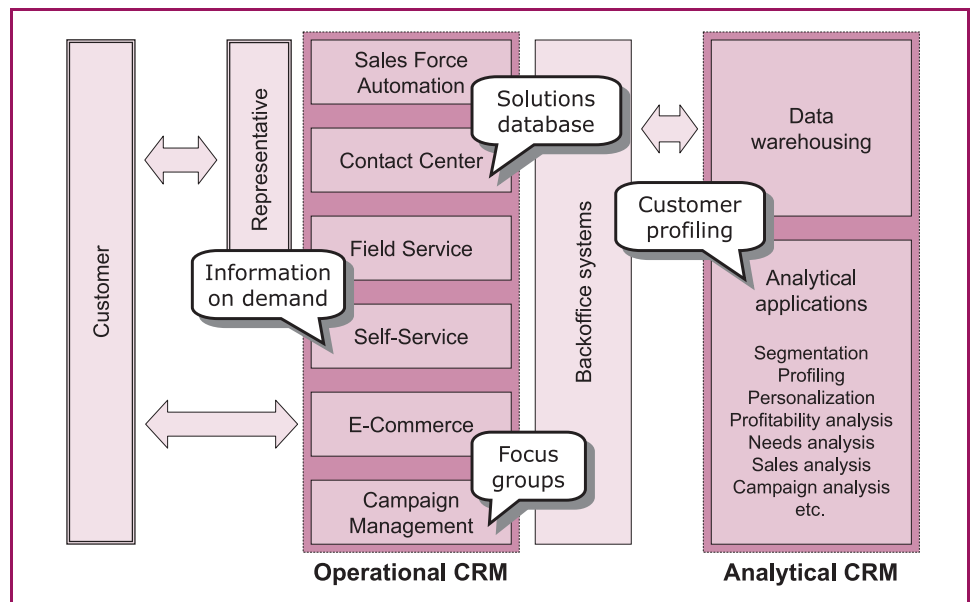 Customer
Representative
Sales Force
Automation
Contact Center
Field Service
Self-Service
E-Commerce
Campaign
Management
Operational CRM
Solutions
database
Information
on demand
Focus
groups
Backoffice systems
Data
warehousing
Customer
profiling
Analytical
applications
Segmentation
Profiling
Personalization
Profitability analysis
Needs analysis
Sales analysis
Campaign analysis
etc.
Analytical CRM